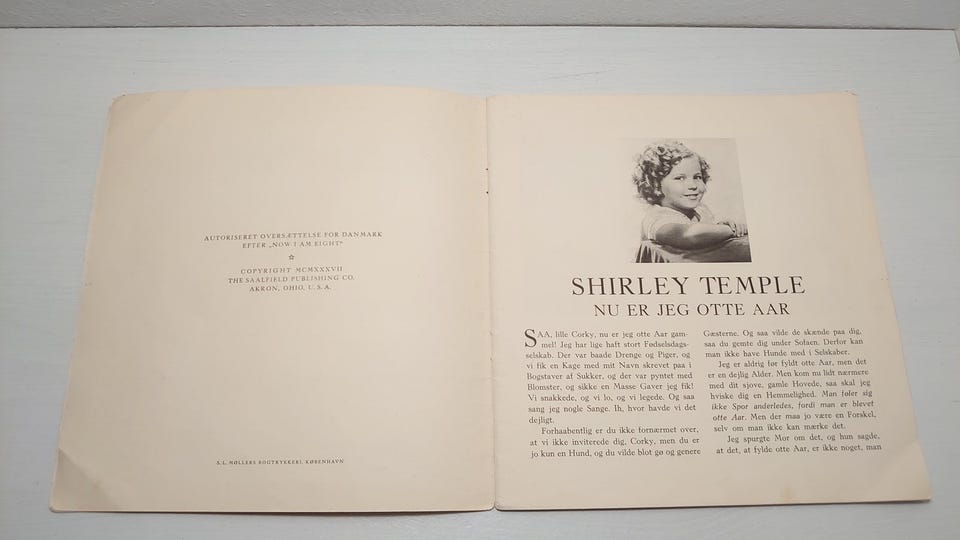 AUTORISERET OVERSÆTTELSE FOR DANMARK
EFTER „NOW I AM EIGHT"
COPYRIGHT MCMXXXVII
THE SAALFIELD PUBLISHING CO.
AKRON, OHIO, U. S. A.
S. L. MØLLERS BOGTRYKKERI, KØBENHAVN
SHIRLEY TEMPLE
NU ER JEG OTTE AAR
SAA, lille Corky, nu er jeg otte Aar gam-
mel! Jeg har lige haft stort Fødselsdags-
selskab. Der var baade Drenge og Piger, og
vi fik en Kage med mit Navn skrevet paa i
Bogstaver af Sukker, og der var pyntet med
Blomster, og sikke en Masse Gaver jeg fik!
Vi snakkede, og vi lo, og vi legede. Og saa
sang jeg nogle Sange. Ih, hvor havde vi det
dejligt.
Forhaabentlig er du ikke fornærmet over,
at vi ikke inviterede dig, Corky, men du er
jo kun en Hund, og du vilde blot gø og genere
Gæsterne. Og saa vilde de skænde paa dig,
saa du gemte dig under Sofaen. Derfor kan
man ikke have Hunde med i Selskaber.
Jeg er aldrig før fyldt otte Aar, men det
er en dejlig Alder. Men kom nu lidt nærmere
med dit sjove, gamle Hovede, saa skal jeg
hviske dig en Hemmelighed. Man føler sig
ikke Spor anderledes, fordi man er blevet
otte Aar. Men der maa jo være en Forskel,
selv om man ikke kan mærke det.
Jeg spurgte Mor om det, og hun sagde,
at det, at fylde otte Aar, er ikke noget, man